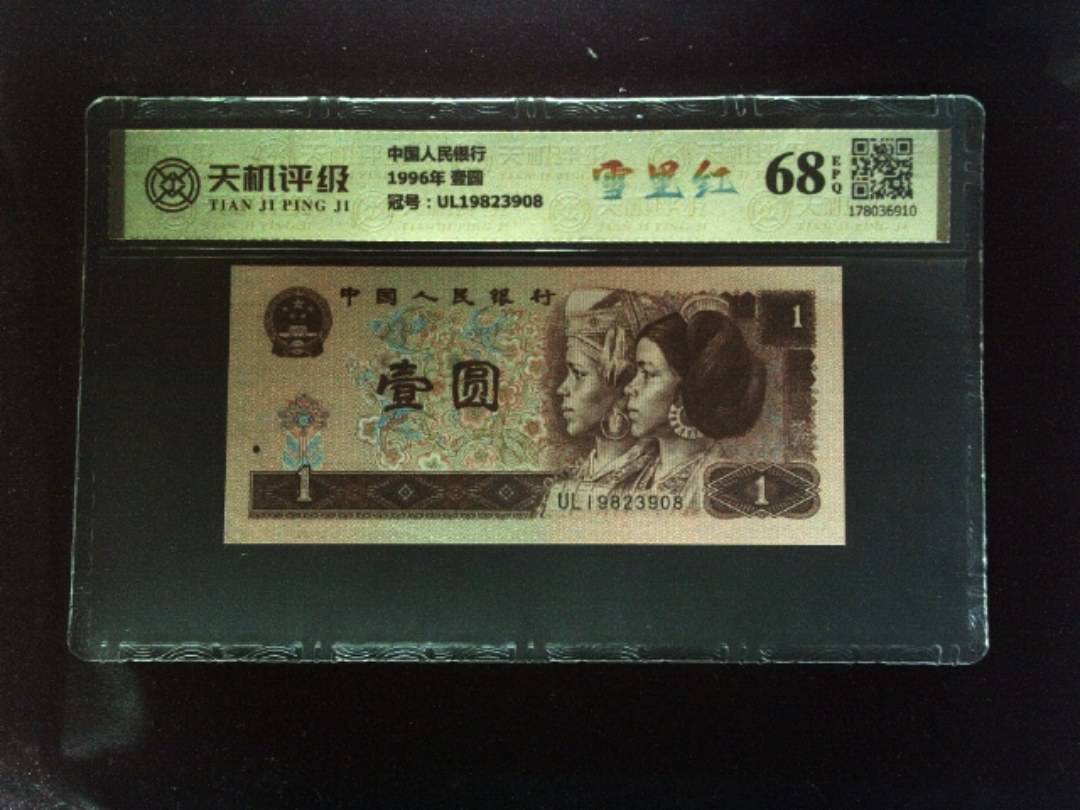 天机评级
TIAN JI PING JI
中国人民银行
1996年 壹圆
冠号：UL19823908
雪里红
68
EPQ
178036910
中国人民银行
壹圆
1
1
UL19823908
1